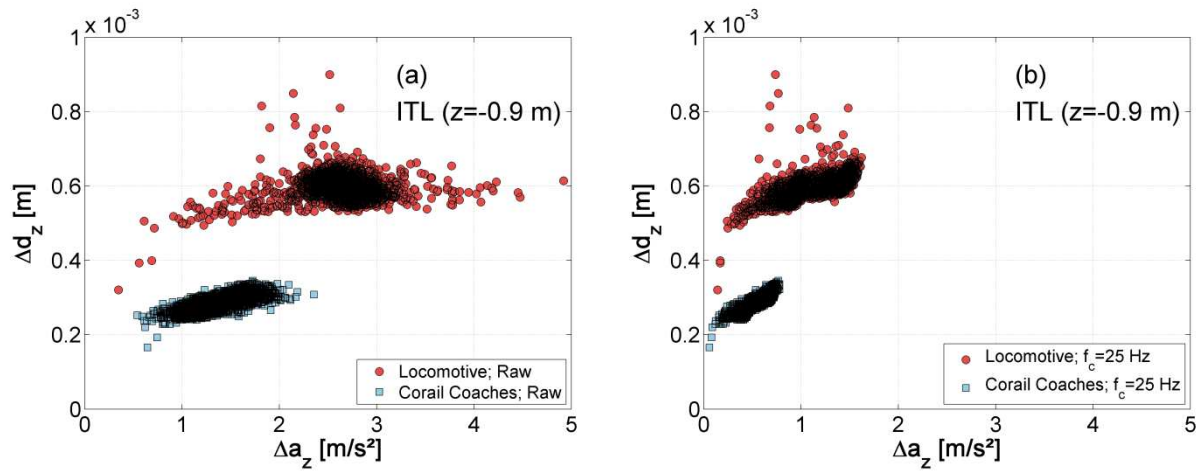 1 x 10⁻³
(a)
ITL (z=-0.9 m)
0.8
0.6
0.4
0.2
0
Δd_z [m]
Locomotive; Raw
Corail Coaches; Raw
0 1 2 3 4 5
Δa_z [m/s²]
1 x 10⁻³
(b)
ITL (z=-0.9 m)
0.8
0.6
0.4
0.2
0
Δd_z [m]
Locomotive; f_c=25 Hz
Corail Coaches; f_c=25 Hz
0 1 2 3 4 5
Δa_z [m/s²]